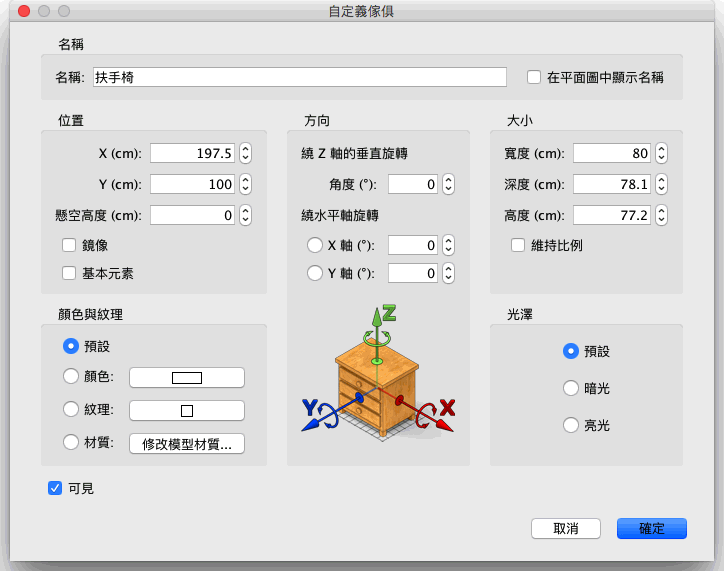 自定義傢俱
名稱
名稱: 扶手椅 在平面圖中顯示名稱
位置
X (cm): 197.5
Y (cm): 100
懸空高度 (cm): 0
鏡像
基本元素
方向
繞 Z 軸的垂直旋轉
角度 (°): 0
繞水平軸旋轉
X 軸 (°): 0
Y 軸 (°): 0
大小
寬度 (cm): 80
深度 (cm): 78.1
高度 (cm): 77.2
維持比例
顏色與紋理
預設
顏色:
紋理:
材質: 修改模型材質...
Z
Y
X
光澤
預設
暗光
亮光
可見
取消
確定